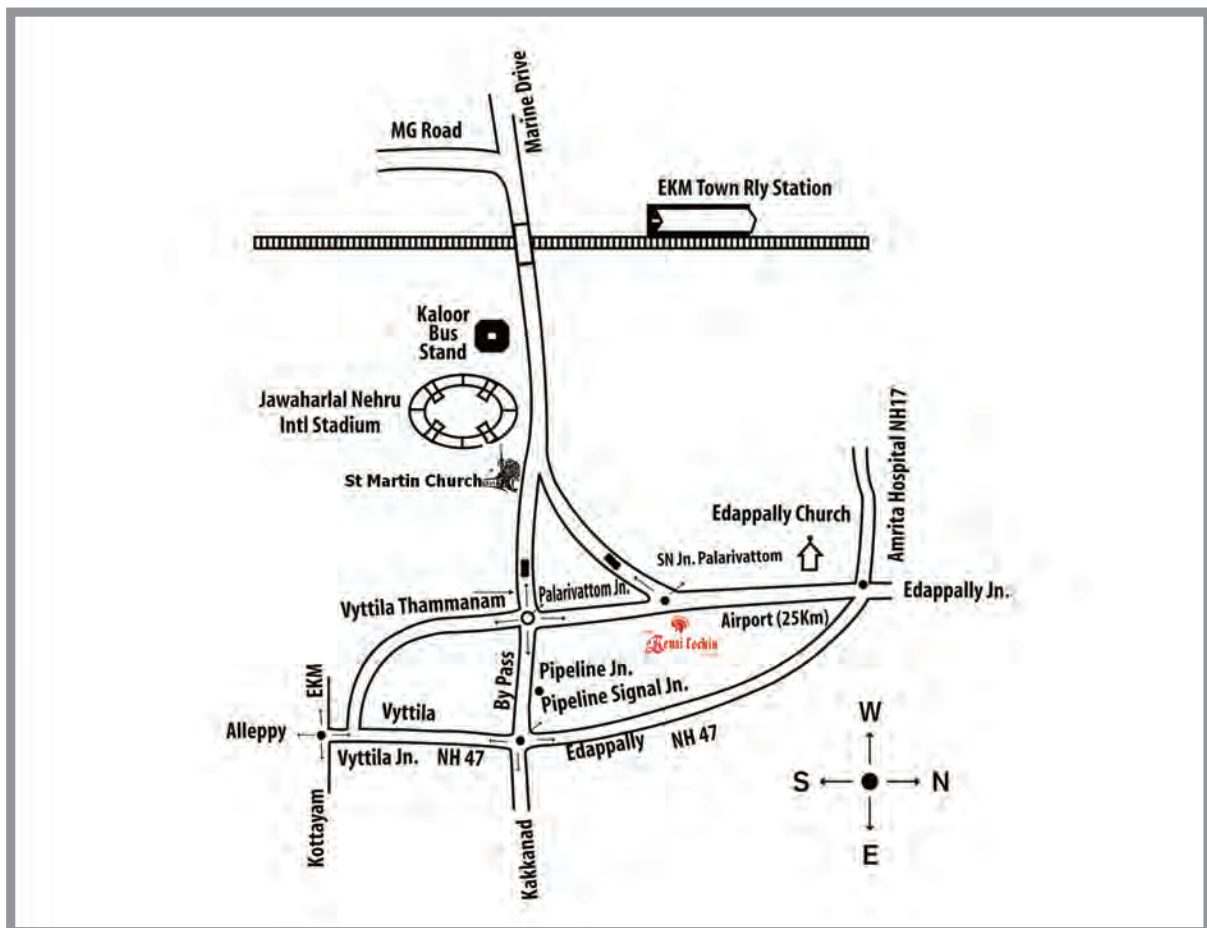 Marine Drive
MG Road
EKM Town Rly Station
Kaloor
Bus
Stand
Jawaharlal Nehru
Intl Stadium
St Martin Church
Amrita Hospital NH17
Edappally Church
SN Jn. Palarivattom
Edappally Jn.
Palarivattom Jn.
Vyttila Thammanam
Airport (25Km)
Renai Cochin
By Pass
Pipeline Jn.
Pipeline Signal Jn.
EKM
Vyttila
Alleppy
Vyttila Jn.
NH 47
Edappally
NH 47
Kottayam
Kakkanad
W
S
N
E